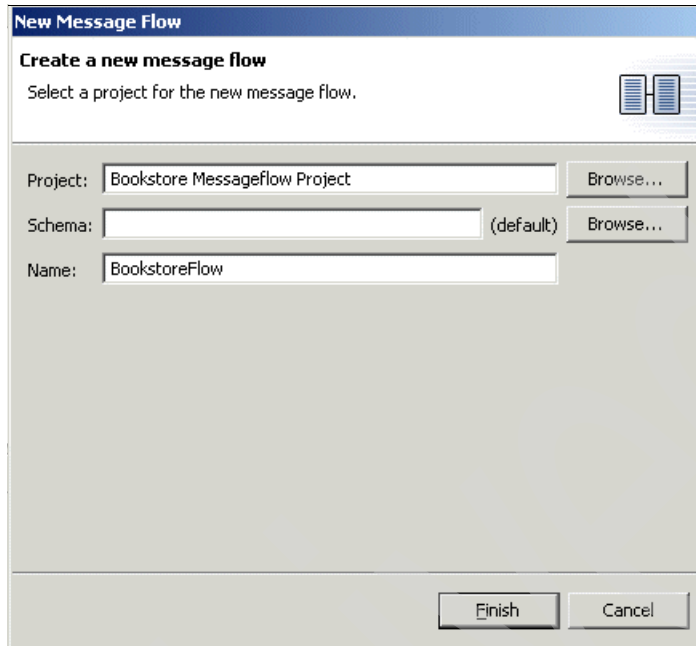 New Message Flow
Create a new message flow
Select a project for the new message flow.
Project: Bookstore Messageflow Project Browse...
Schema: (default) Browse...
Name: BookstoreFlow
Finish Cancel